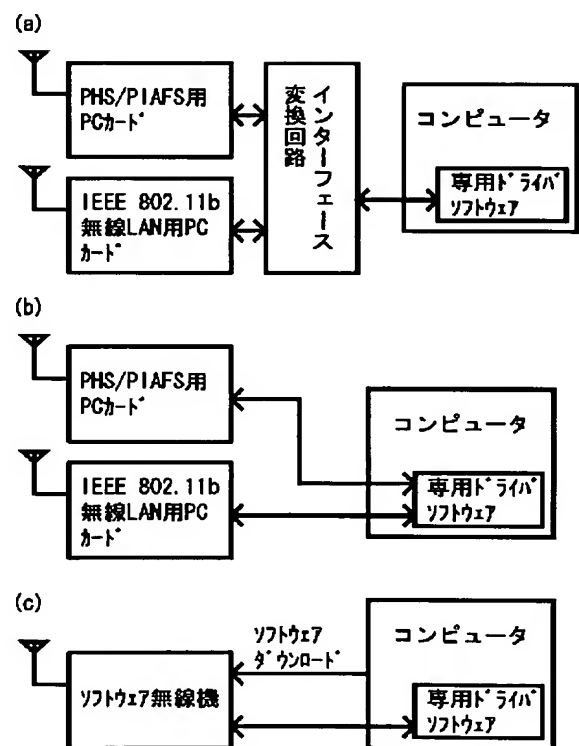 (a)
PHS/PIAFS用
PCｶｰﾄﾞ
IEEE 802.11b
無線LAN用PC
ｶｰﾄﾞ
インターフェース
変換回路
コンピュータ
専用ﾄﾞﾗｲﾊﾞ
ｿﾌﾄｳｪｱ
(b)
PHS/PIAFS用
PCｶｰﾄﾞ
IEEE 802.11b
無線LAN用PC
ｶｰﾄﾞ
コンピュータ
専用ﾄﾞﾗｲﾊﾞ
ｿﾌﾄｳｪｱ
(c)
ｿﾌﾄｳｪｱ無線機
ｿﾌﾄｳｪｱ
ﾀﾞｳﾝﾛｰﾄﾞ
コンピュータ
専用ﾄﾞﾗｲﾊﾞ
ｿﾌﾄｳｪｱ